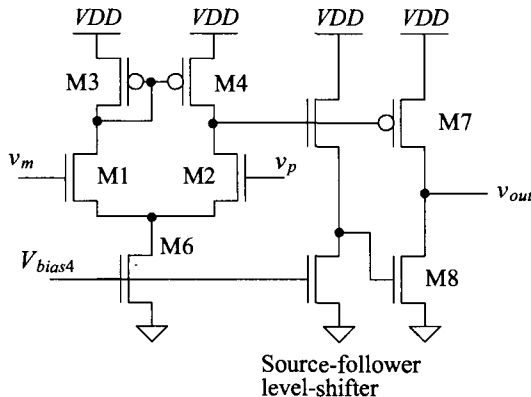 VDD
VDD
VDD
VDD
M3
M4
M7
v_m
M1
M2
v_p
v_out
M6
V_bias4
M8
Source-follower
level-shifter